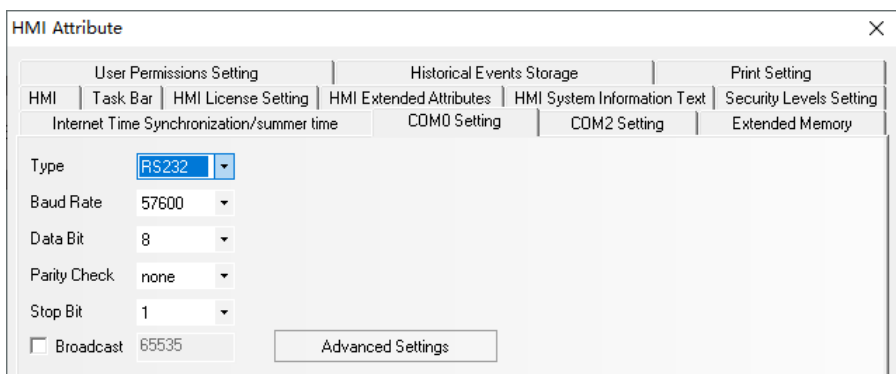 HMI Attribute
User Permissions Setting Historical Events Storage Print Setting
HMI Task Bar HMI License Setting HMI Extended Attributes HMI System Information Text Security Levels Setting
Internet Time Synchronization/summer time COM0 Setting COM2 Setting Extended Memory
Type RS232
Baud Rate 57600
Data Bit 8
Parity Check none
Stop Bit 1
Broadcast 65535 Advanced Settings